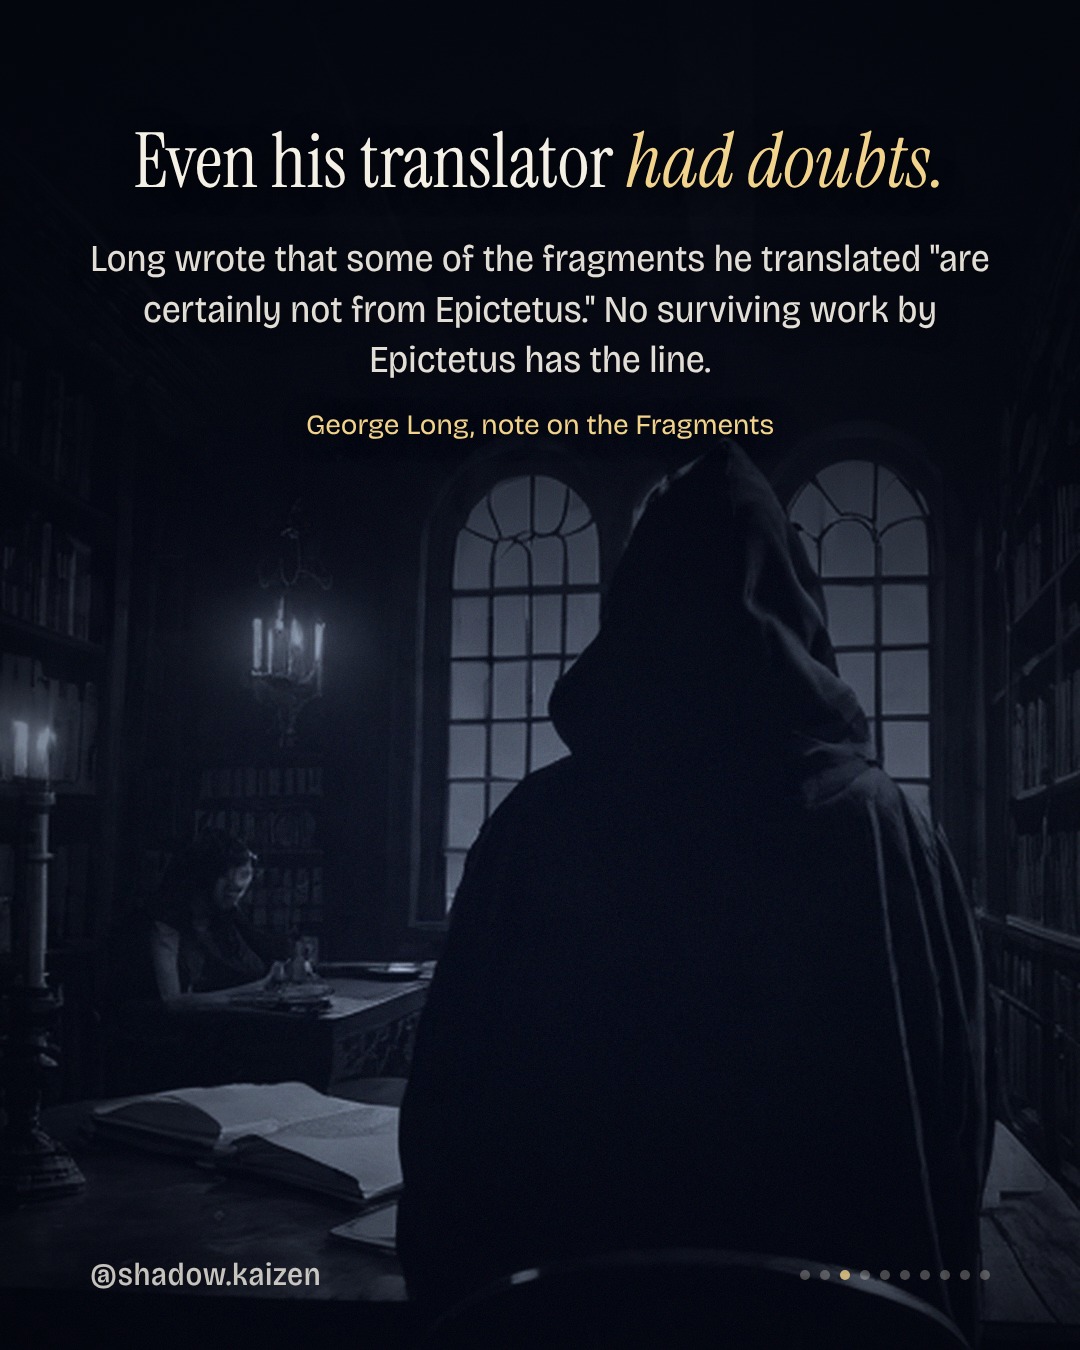 Even his translator had doubts.
Long wrote that some of the fragments he translated "are
certainly not from Epictetus." No surviving work by
Epictetus has the line.
George Long, note on the Fragments
@shadow.kaizen